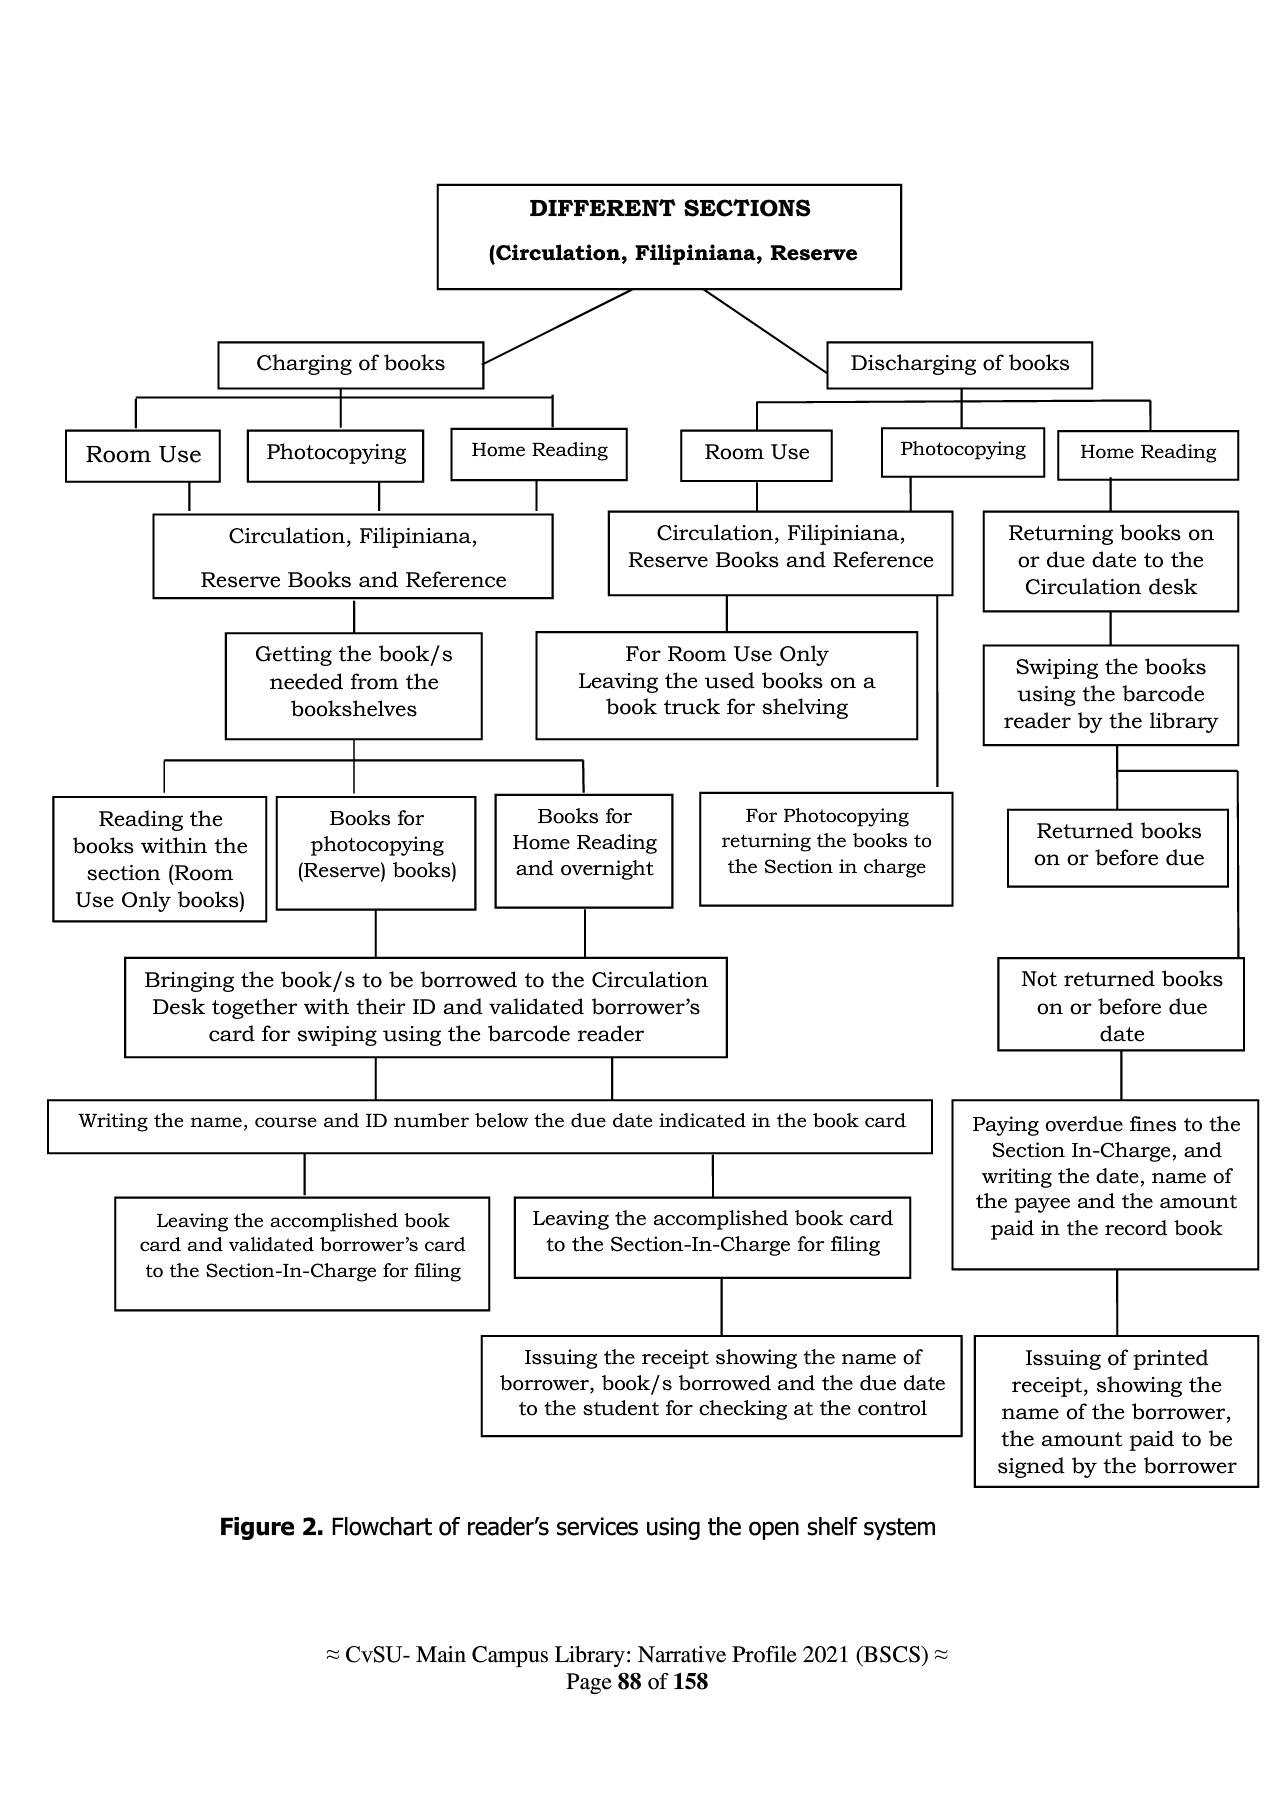 DIFFERENT SECTIONS
(Circulation, Filipiniana, Reserve
Charging of books
Discharging of books
Room Use
Photocopying
Home Reading
Room Use
Photocopying
Home Reading
Circulation, Filipiniana,
Reserve Books and Reference
Circulation, Filipiniana,
Reserve Books and Reference
Returning books on
or due date to the
Circulation desk
Getting the book/s
needed from the
bookshelves
For Room Use Only
Leaving the used books on a
book truck for shelving
Swiping the books
using the barcode
reader by the library
Reading the
books within the
section (Room
Use Only books)
Books for
photocopying
(Reserve) books)
Books for
Home Reading
and overnight
For Photocopying
returning the books to
the Section in charge
Returned books
on or before due
Bringing the book/s to be borrowed to the Circulation
Desk together with their ID and validated borrower’s
card for swiping using the barcode reader
Not returned books
on or before due
date
Writing the name, course and ID number below the due date indicated in the book card
Paying overdue fines to the
Section In-Charge, and
writing the date, name of
the payee and the amount
paid in the record book
Leaving the accomplished book
card and validated borrower’s card
to the Section-In-Charge for filing
Leaving the accomplished book card
to the Section-In-Charge for filing
Issuing the receipt showing the name of
borrower, book/s borrowed and the due date
to the student for checking at the control
Issuing of printed
receipt, showing the
name of the borrower,
the amount paid to be
signed by the borrower
Figure 2. Flowchart of reader’s services using the open shelf system
≈ CvSU- Main Campus Library: Narrative Profile 2021 (BSCS) ≈
Page 88 of 158